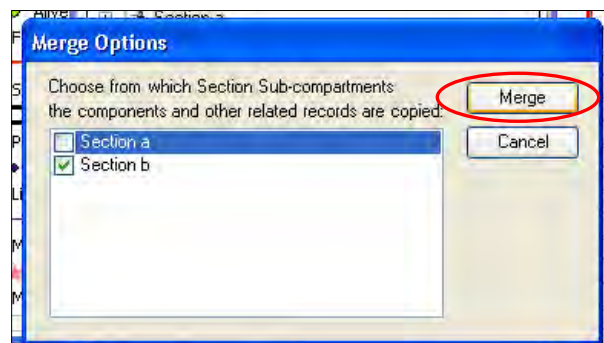 Section a
Merge Options
Choose from which Section Sub-compartments
the components and other related records are copied:
Merge
Section a
Cancel
Section b